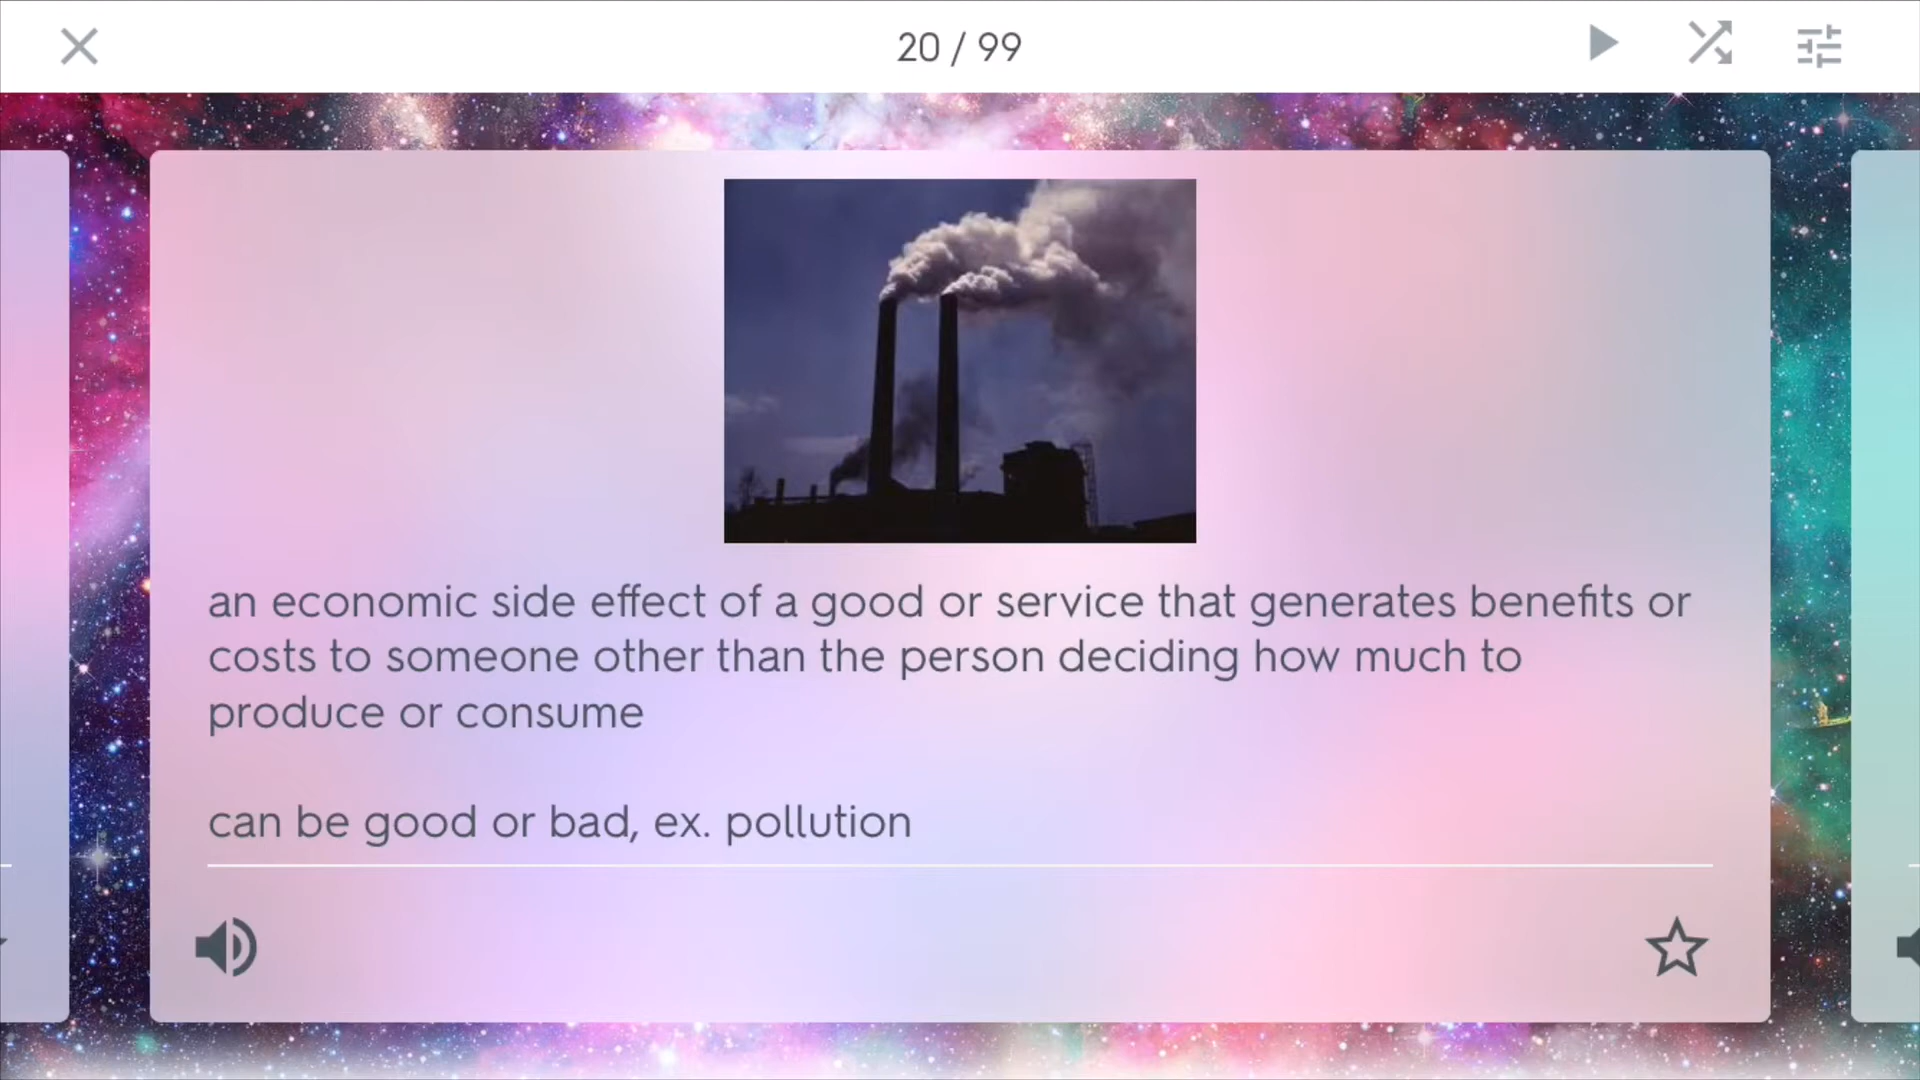 20 / 99
an economic side effect of a good or service that generates benefits or
costs to someone other than the person deciding how much to
produce or consume
can be good or bad, ex. pollution